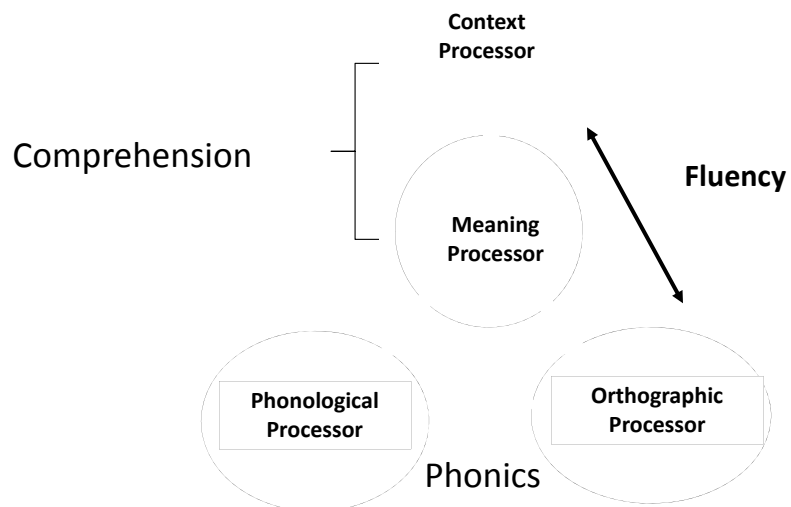 Context
Processor
Comprehension
Fluency
Meaning
Processor
Phonological
Processor
Orthographic
Processor
Phonics